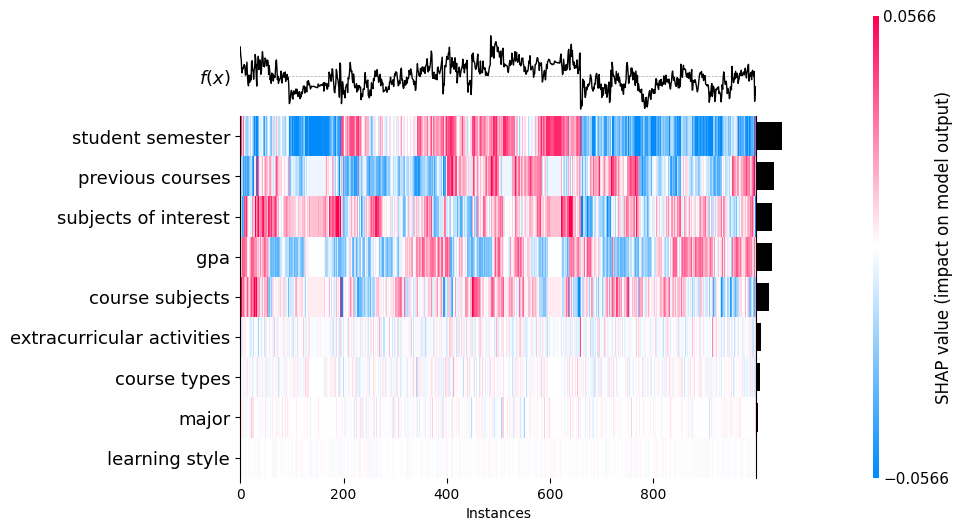 0.0566
f(x)
student semester
previous courses
subjects of interest
gpa
course subjects
extracurricular activities
course types
major
learning style
0 200 400 600 800
Instances
−0.0566
SHAP value (impact on model output)